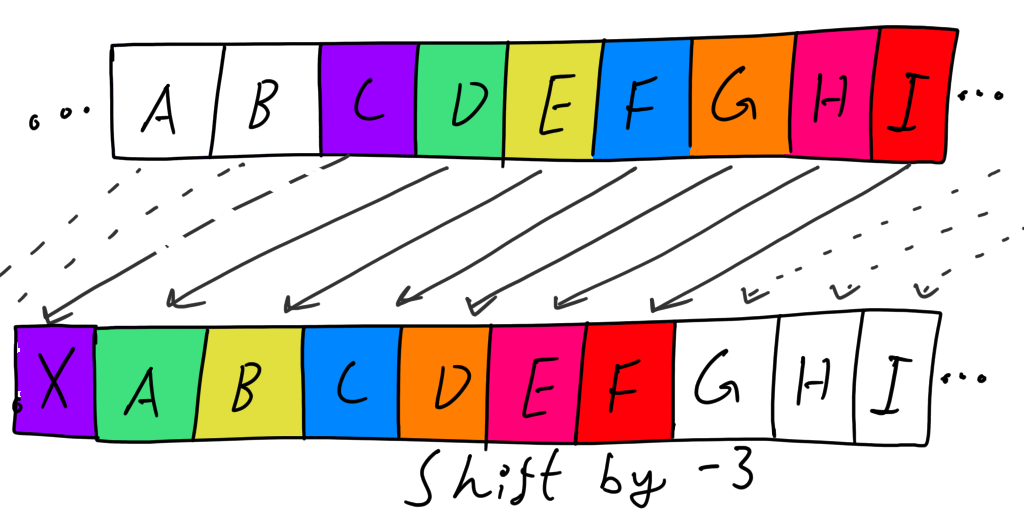 ... A B C D E F G H I ...
X A B C D E F G H I ...
Shift by -3